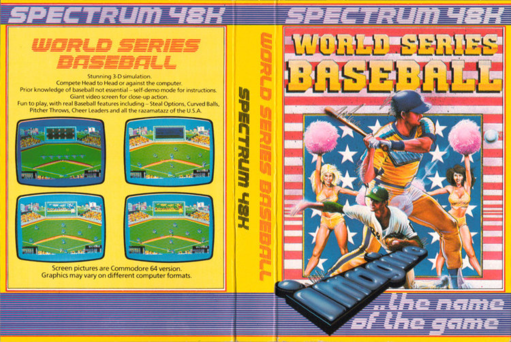 SPECTRUM 48K
WORLD SERIES
BASEBALL
Stunning 3-D simulation.
Compete Head to Head or against the computer.
Prior knowledge of baseball not essential – self-demo mode for instructions.
Giant video screen for close-up action.
Fun to play, with real Baseball features including – Steal Options, Curved Balls,
Pitcher Throws, Cheer Leaders and all the razamatazz of the U.S.A.
Screen pictures are Commodore 64 version.
Graphics may vary on different computer formats.
WORLD SERIES BASEBALL
SPECTRUM 48K
SPECTRUM 48K
WORLD SERIES
BASEBALL
imagine
...the name
of the game